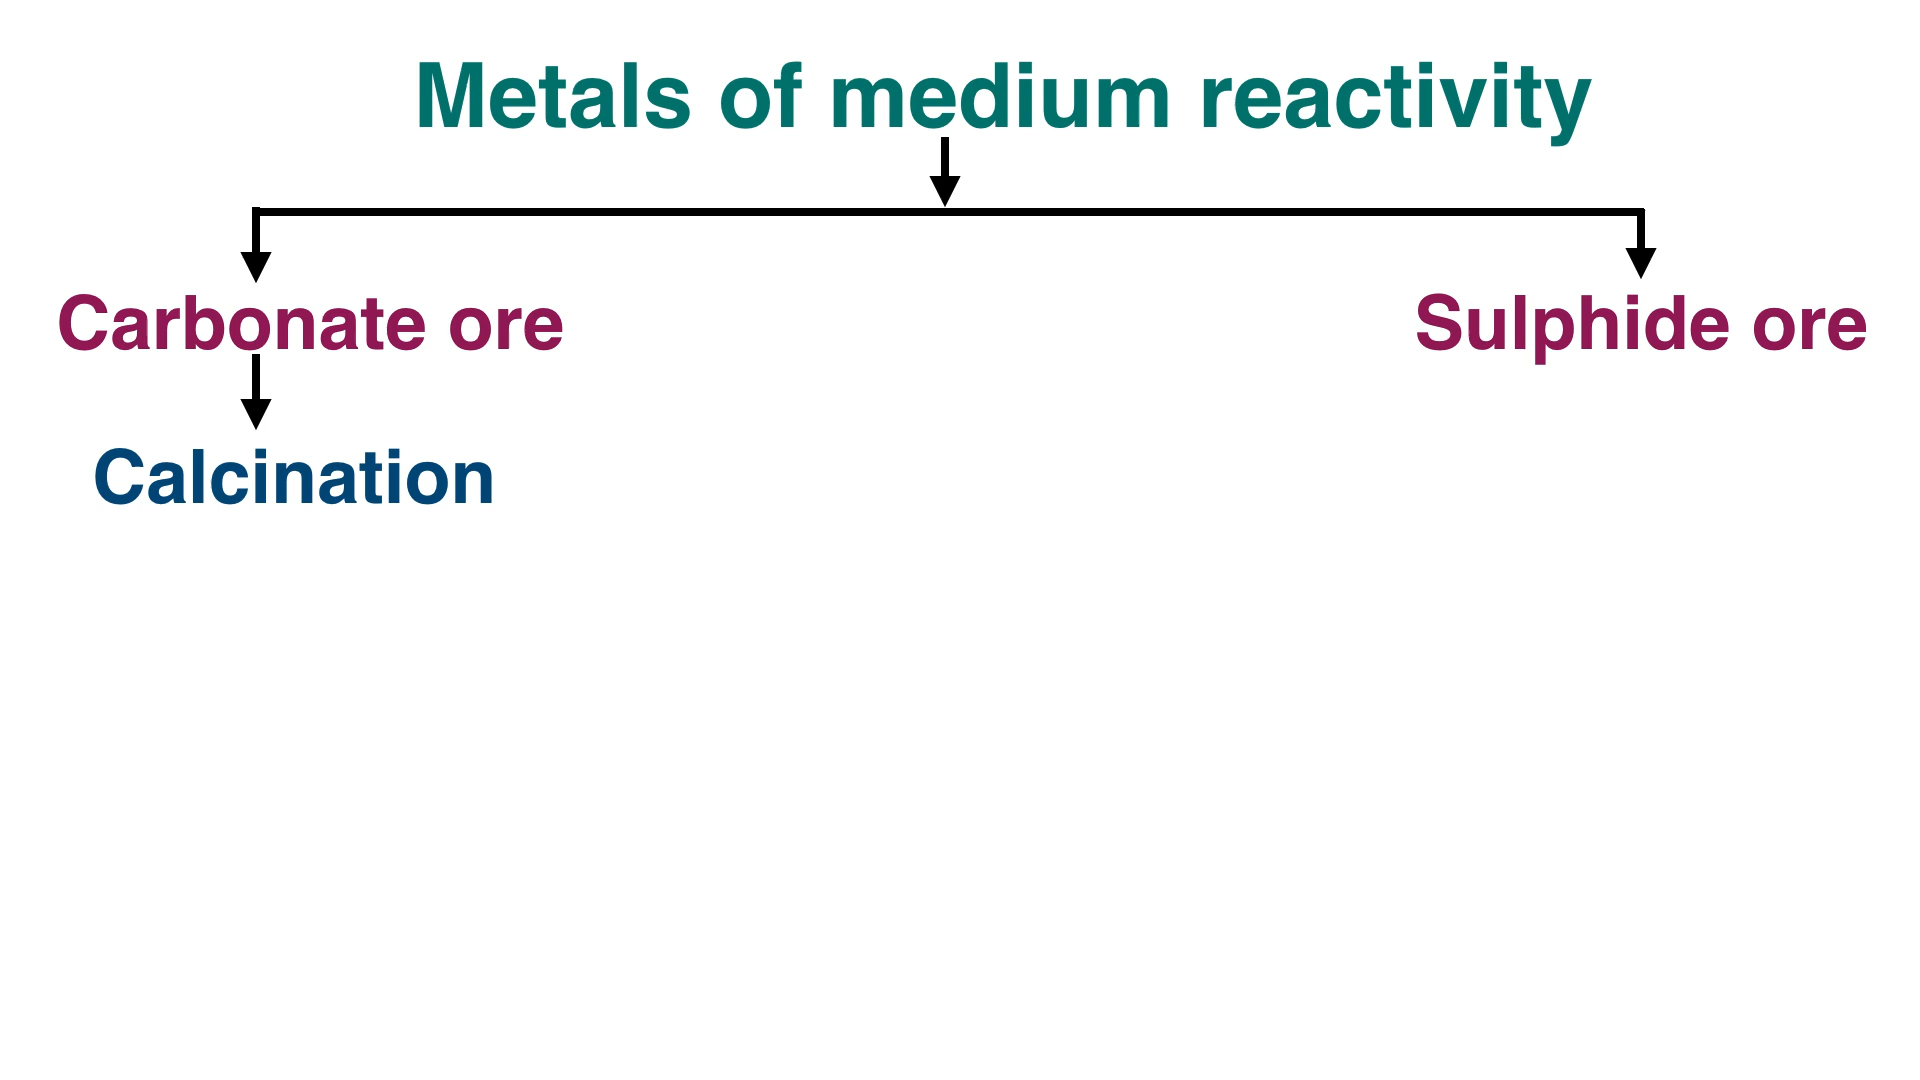 Metals of medium reactivity
Carbonate ore
Sulphide ore
Calcination